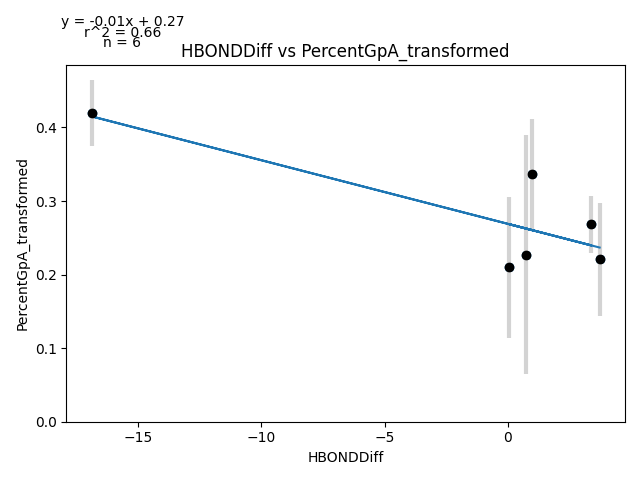 y = -0.01x + 0.27
r^2 = 0.66
n = 6
HBONDDiff vs PercentGpA_transformed
PercentGpA_transformed
0.4
0.3
0.2
0.1
0.0
−15
−10
−5
0
HBONDDiff